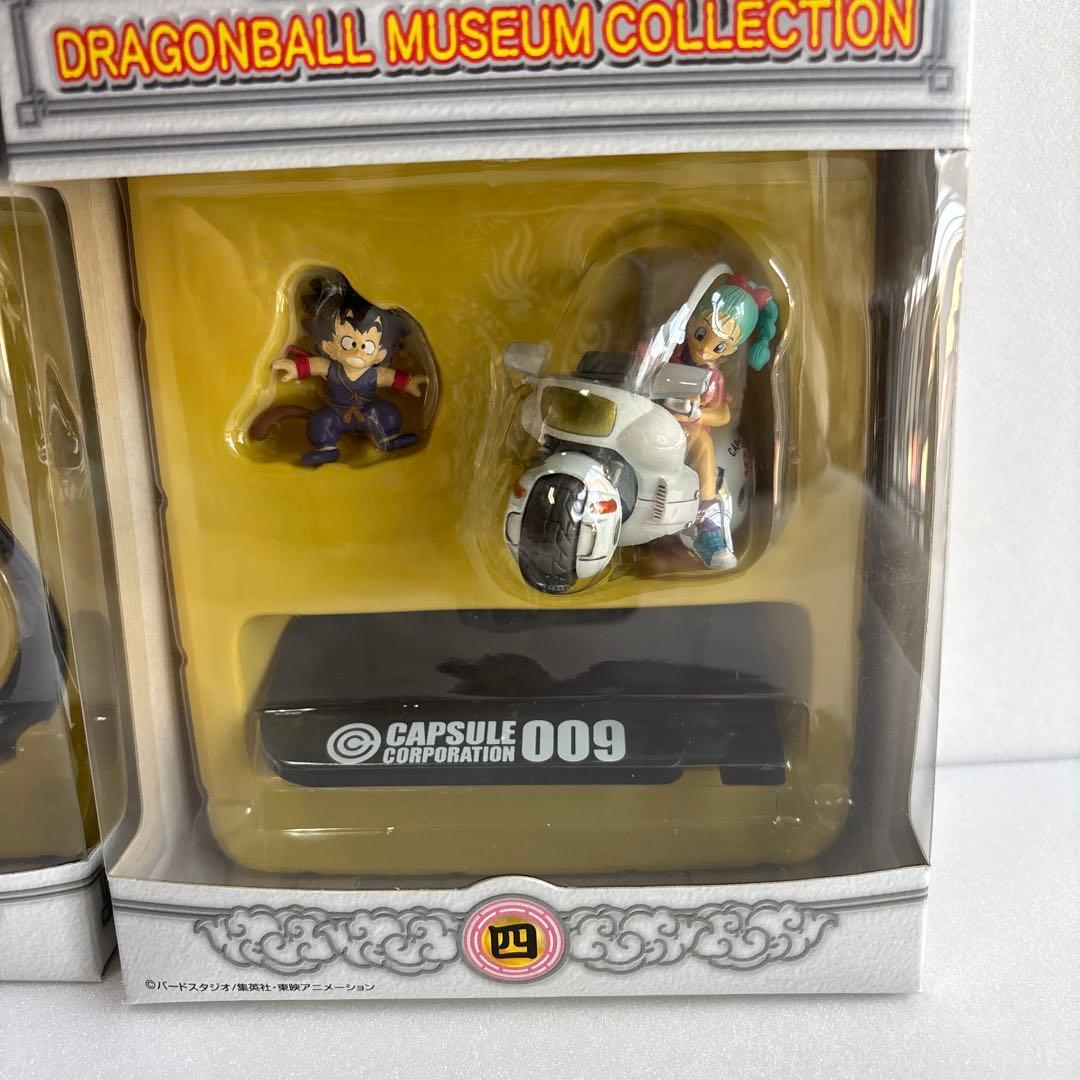 DRAGONBALL MUSEUM COLLECTION
CAP
CAPSULE
CORPORATION
009
四
©バードスタジオ/集英社・東映アニメーション